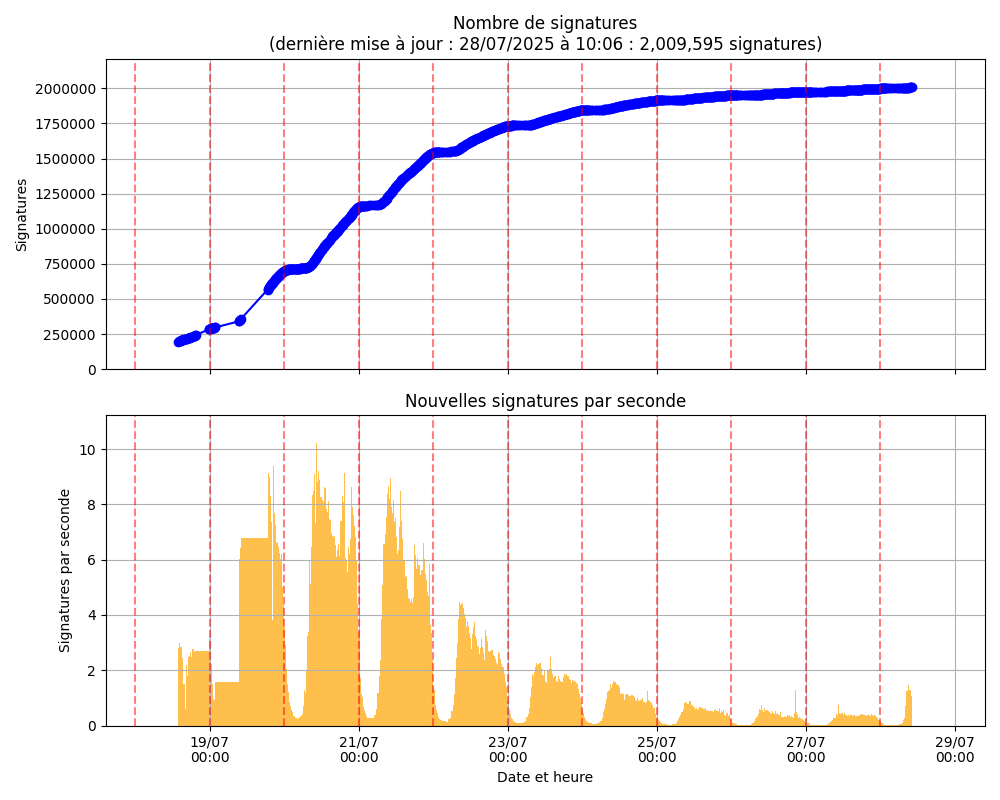 Nombre de signatures
(dernière mise à jour : 28/07/2025 à 10:06 : 2,009,595 signatures)
2000000
1750000
1500000
1250000
1000000
750000
500000
250000
0
Signatures
Nouvelles signatures par seconde
10
8
6
4
2
0
Signatures par seconde
19/07 21/07 23/07 25/07 27/07 29/07
00:00 00:00 00:00 00:00 00:00 00:00
Date et heure